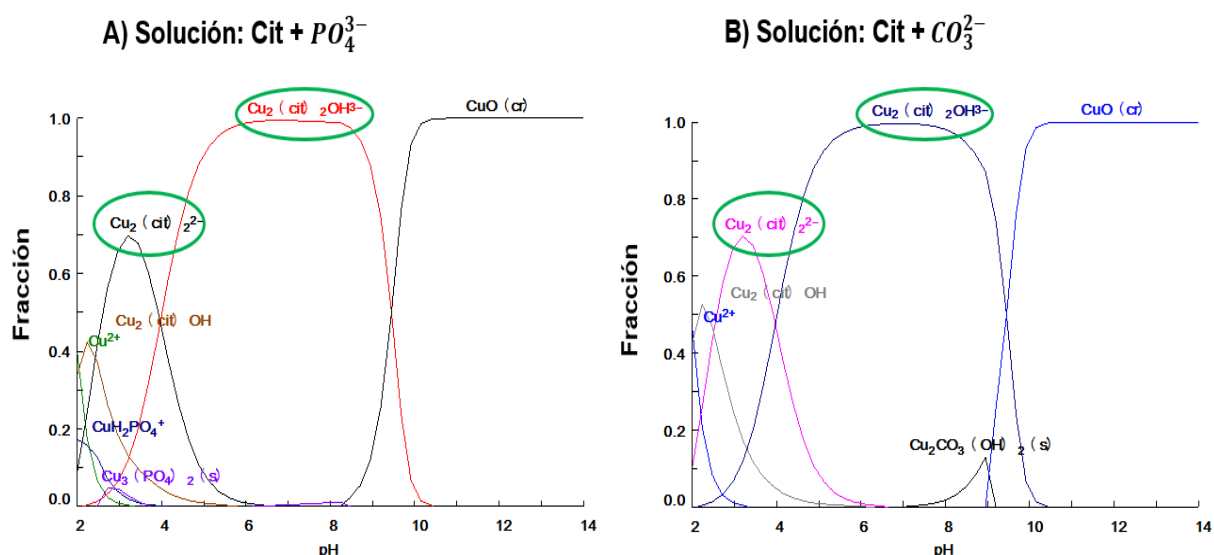 A) Solución: Cit + PO₄³⁻
B) Solución: Cit + CO₃²⁻
Cu₂(cit)₂OH³⁻
CuO(cr)
1.0
0.8
Cu₂(cit)₂²⁻
0.6
Fracción
Cu₂(cit)OH
Cu²⁺
0.4
CuH₂PO₄⁺
0.2
Cu₃(PO₄)₂(s)
0.0
2 4 6 8 10 12 14
pH
Cu₂(cit)₂OH³⁻
CuO(cr)
1.0
0.8
Cu₂(cit)₂²⁻
0.6
Fracción
Cu₂(cit)OH
Cu²⁺
0.4
0.2
Cu₂CO₃(OH)₂(s)
0.0
2 4 6 8 10 12 14
pH